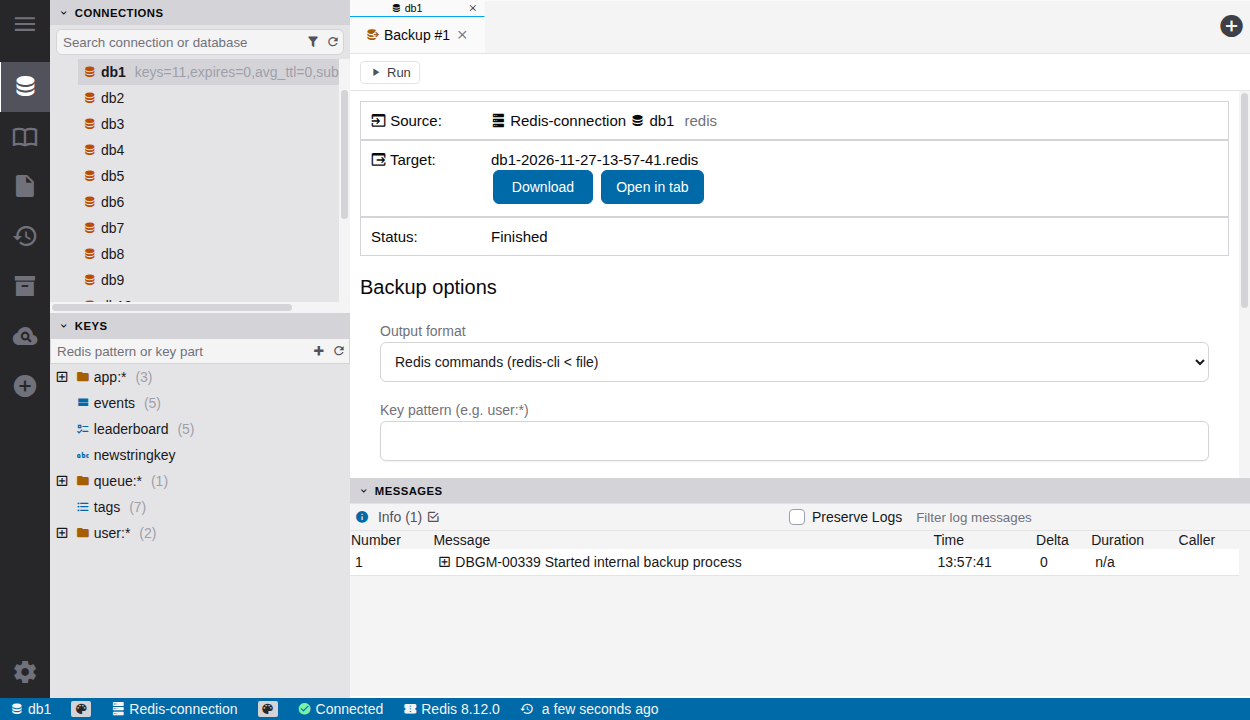 CONNECTIONS
Search connection or database
db1 keys=11,expires=0,avg_ttl=0,sub
db2
db3
db4
db5
db6
db7
db8
db9
KEYS
Redis pattern or key part
app:* (3)
events (5)
leaderboard (5)
abc newstringkey
queue:* (1)
tags (7)
user:* (2)
db1
Backup #1
Run
Source: Redis-connection db1 redis
Target: db1-2026-11-27-13-57-41.redis
Download Open in tab
Status: Finished
Backup options
Output format
Redis commands (redis-cli < file)
Key pattern (e.g. user:*)
MESSAGES
Info (1) Preserve Logs Filter log messages
Number Message Time Delta Duration Caller
1 DBGM-00339 Started internal backup process 13:57:41 0 n/a
db1 Redis-connection Connected Redis 8.12.0 a few seconds ago